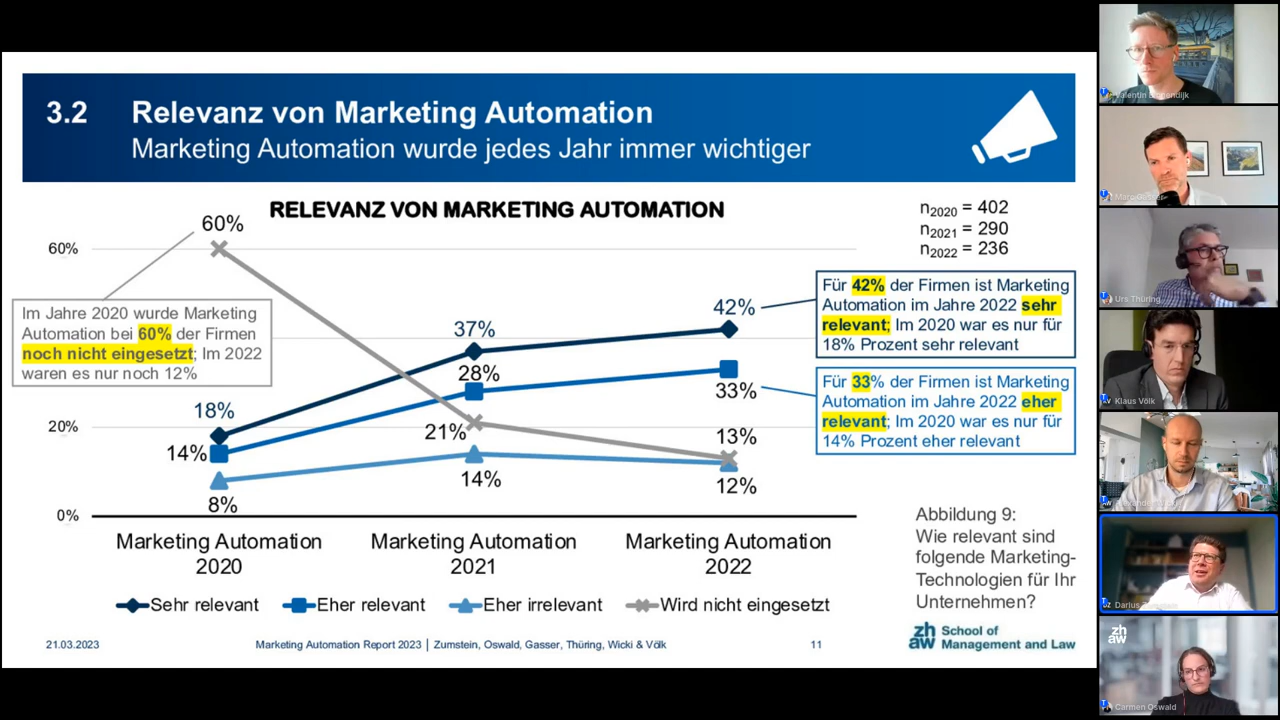 3.2 Relevanz von Marketing Automation
Marketing Automation wurde jedes Jahr immer wichtiger
RELEVANZ VON MARKETING AUTOMATION
n2020 = 402
n2021 = 290
n2022 = 236
60%
20%
0%
60%
21%
13%
18%
37%
42%
14%
28%
33%
8%
14%
12%
Im Jahre 2020 wurde Marketing
Automation bei 60% der Firmen
noch nicht eingesetzt; Im 2022
waren es nur noch 12%
Für 42% der Firmen ist Marketing
Automation im Jahre 2022 sehr
relevant; Im 2020 war es nur für
18% Prozent sehr relevant
Für 33% der Firmen ist Marketing
Automation im Jahre 2022 eher
relevant; Im 2020 war es nur für
14% Prozent eher relevant
Marketing Automation
2020
Marketing Automation
2021
Marketing Automation
2022
Sehr relevant Eher relevant Eher irrelevant Wird nicht eingesetzt
Abbildung 9:
Wie relevant sind
folgende Marketing-
Technologien für Ihr
Unternehmen?
21.03.2023 Marketing Automation Report 2023 | Zumstein, Oswald, Gasser, Thüring, Wicki & Völk 11
zh
aw
School of
Management and Law
Valentin
Marc Gasser
Urs Thüring
Klaus Völk
Darius
zh
aw
Carmen Oswald